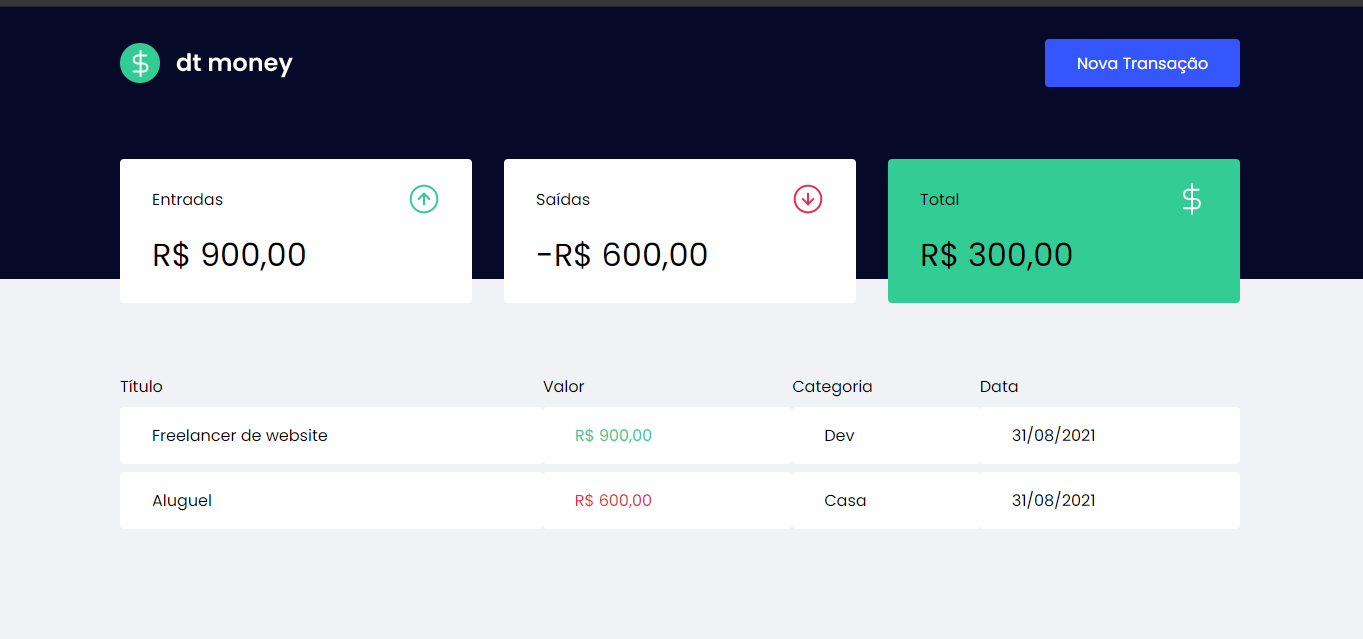 $ dt money
Nova Transação
Entradas
R$ 900,00
Saídas
-R$ 600,00
Total $
R$ 300,00
Título Valor Categoria Data
Freelancer de website R$ 900,00 Dev 31/08/2021
Aluguel R$ 600,00 Casa 31/08/2021